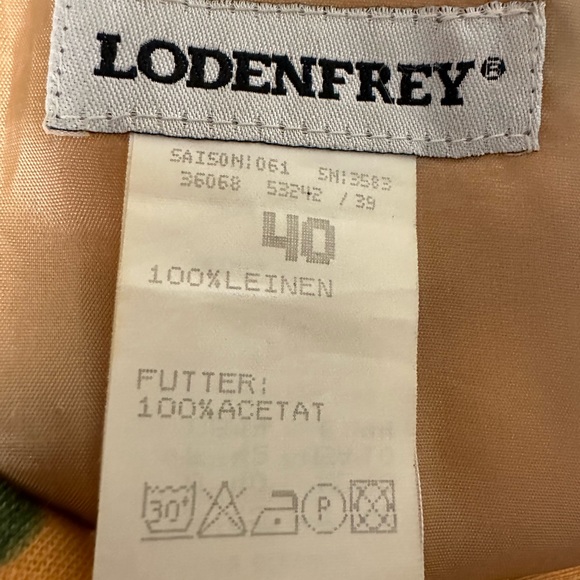 LODENFREY®
SAISON:061 SN:3583
36068 53242 /39
40
100%LEINEN
FUTTER:
100%ACETAT
30° P